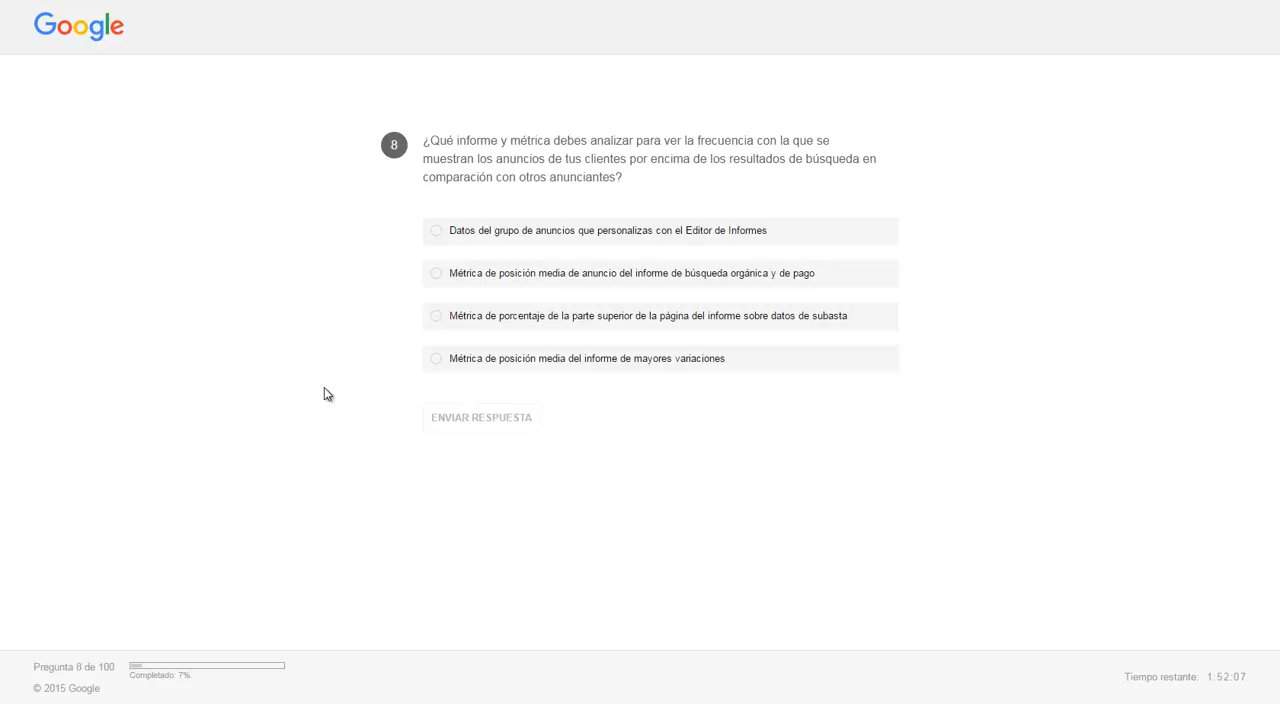 Google
8
¿Qué informe y métrica debes analizar para ver la frecuencia con la que se
muestran los anuncios de tus clientes por encima de los resultados de búsqueda en
comparación con otros anunciantes?
Datos del grupo de anuncios que personalizas con el Editor de Informes
Métrica de posición media de anuncio del informe de búsqueda orgánica y de pago
Métrica de porcentaje de la parte superior de la página del informe sobre datos de subasta
Métrica de posición media del informe de mayores variaciones
ENVIAR RESPUESTA
Pregunta 8 de 100
Completado: 7%.
© 2015 Google
Tiempo restante: 1:52:07